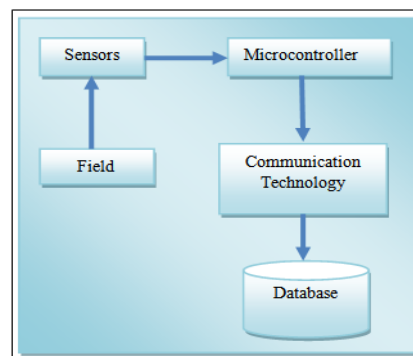 Sensors
Microcontroller
Field
Communication
Technology
Database